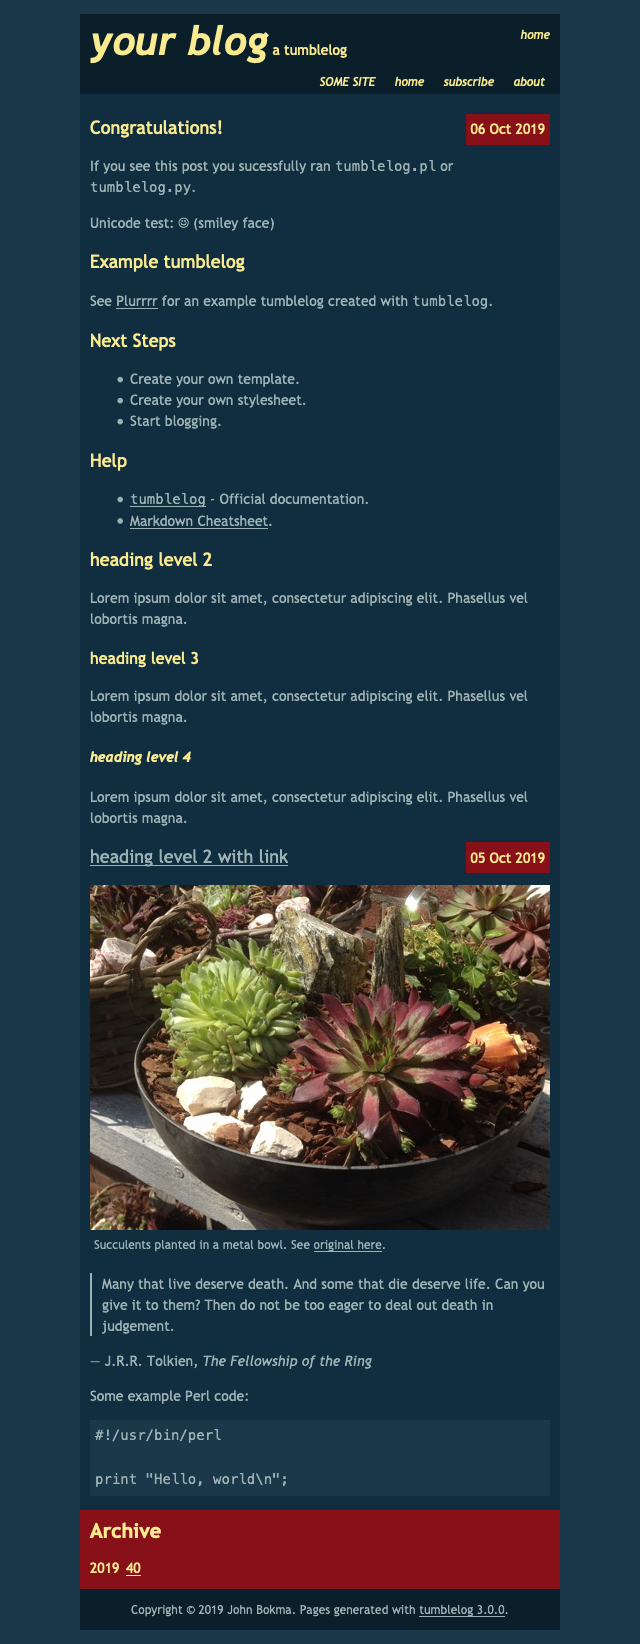 your blog a tumblelog
home
SOME SITE home subscribe about
Congratulations!
06 Oct 2019
If you see this post you sucessfully ran tumblelog.pl or
tumblelog.py.
Unicode test: ☺ (smiley face)
Example tumblelog
See Plurrrr for an example tumblelog created with tumblelog.
Next Steps
• Create your own template.
• Create your own stylesheet.
• Start blogging.
Help
• tumblelog - Official documentation.
• Markdown Cheatsheet.
heading level 2
Lorem ipsum dolor sit amet, consectetur adipiscing elit. Phasellus vel
lobortis magna.
heading level 3
Lorem ipsum dolor sit amet, consectetur adipiscing elit. Phasellus vel
lobortis magna.
heading level 4
Lorem ipsum dolor sit amet, consectetur adipiscing elit. Phasellus vel
lobortis magna.
heading level 2 with link
05 Oct 2019
Succulents planted in a metal bowl. See original here.
Many that live deserve death. And some that die deserve life. Can you
give it to them? Then do not be too eager to deal out death in
judgement.
— J.R.R. Tolkien, The Fellowship of the Ring
Some example Perl code:
#!/usr/bin/perl
print "Hello, world\n";
Archive
2019 40
Copyright © 2019 John Bokma. Pages generated with tumblelog 3.0.0.